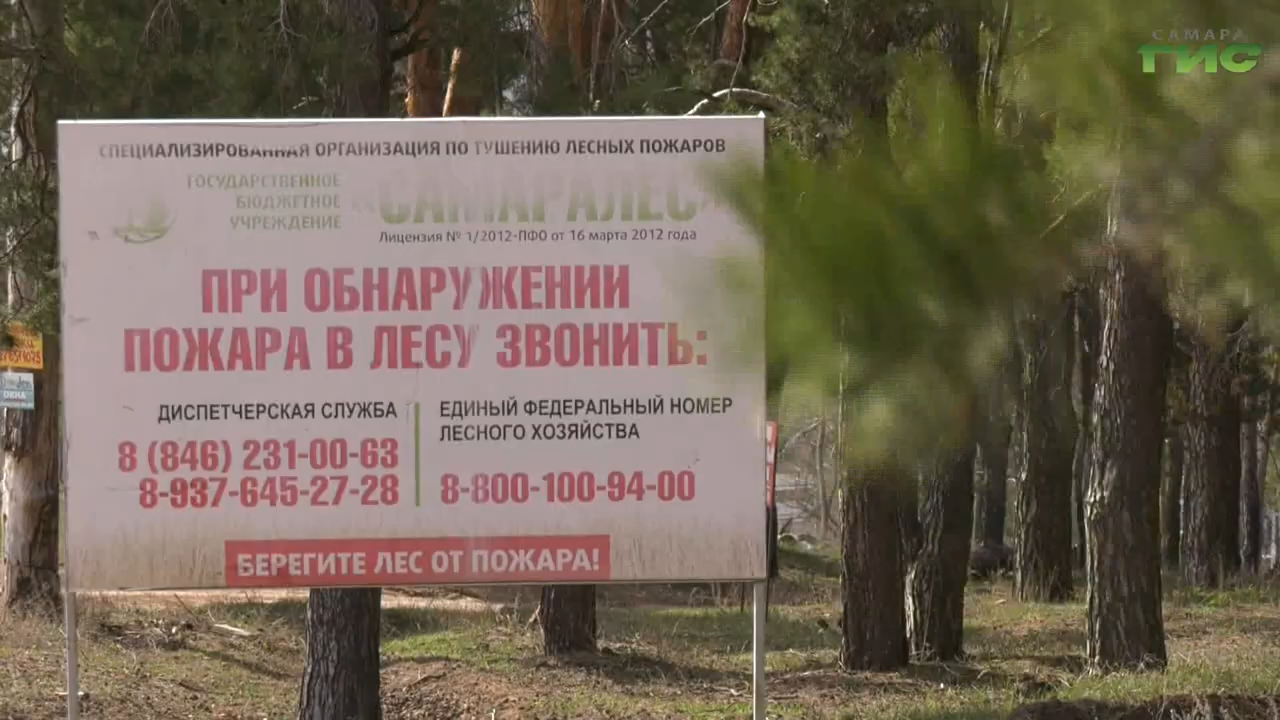 САМАРА
ГИС
СПЕЦИАЛИЗИРОВАННАЯ ОРГАНИЗАЦИЯ ПО ТУШЕНИЮ ЛЕСНЫХ ПОЖАРОВ
ГОСУДАРСТВЕННОЕ
БЮДЖЕТНОЕ
УЧРЕЖДЕНИЕ
«САМАРАЛЕС»
Лицензия № 1/2012-ПФО от 16 марта 2012 года
ПРИ ОБНАРУЖЕНИИ
ПОЖАРА В ЛЕСУ ЗВОНИТЬ:
ДИСПЕТЧЕРСКАЯ СЛУЖБА
8 (846) 231-00-63
8-937-645-27-28
ЕДИНЫЙ ФЕДЕРАЛЬНЫЙ НОМЕР
ЛЕСНОГО ХОЗЯЙСТВА
8-800-100-94-00
БЕРЕГИТЕ ЛЕС ОТ ПОЖАРА!
ОКНА